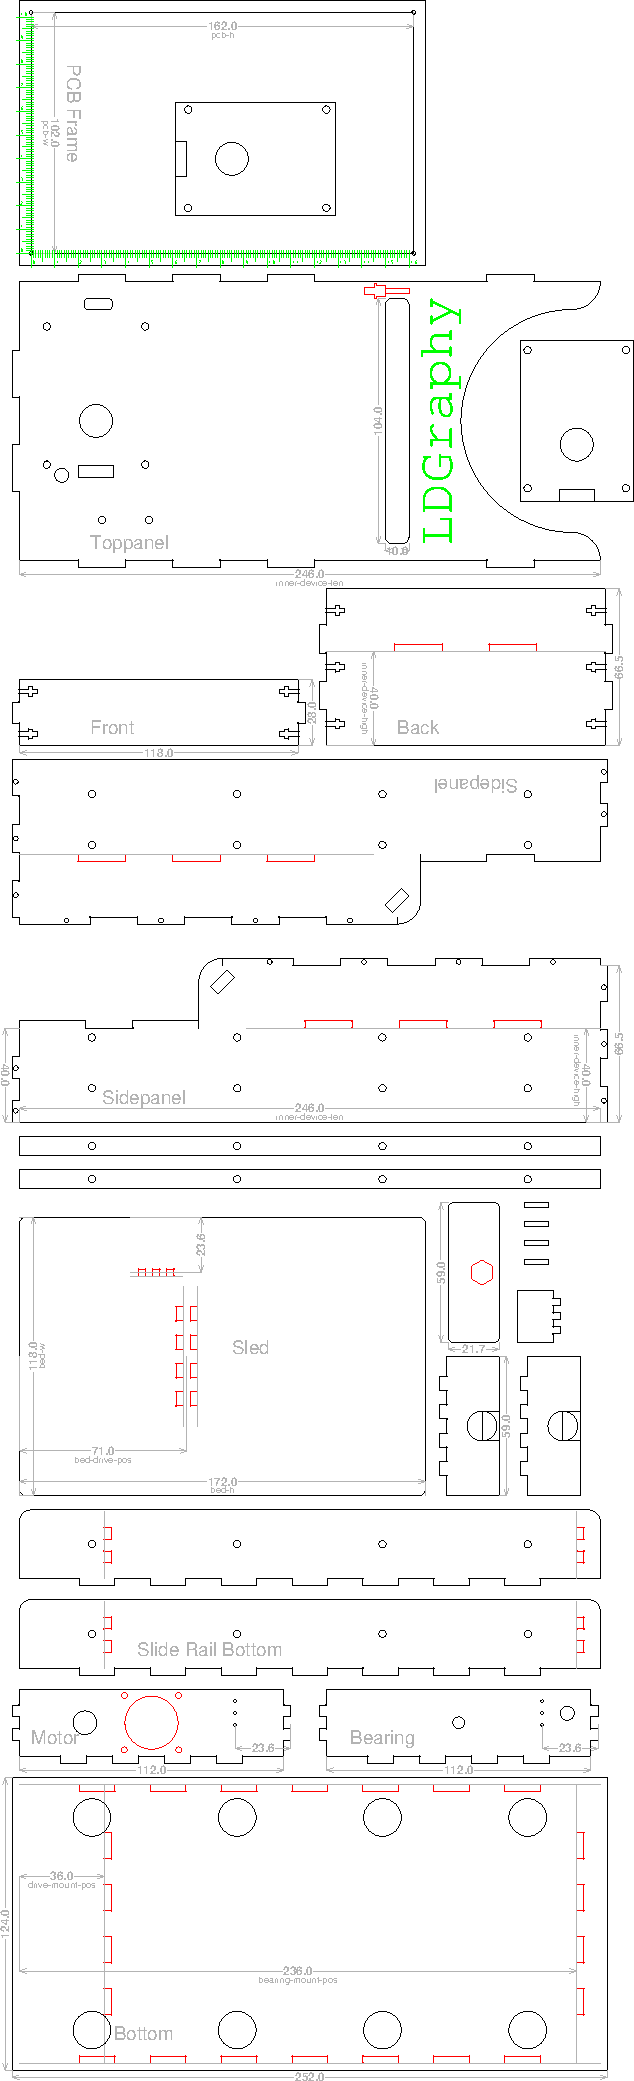 162.0
pcb-h
PCB Frame
102.0
pcb-w
LDGraphy
104.0
10.0
Toppanel
246.0
inner-device-len
66.5
40.0
inner-device-high
28.0
Front
Back
118.0
Sidepanel
66.5
40.0
40.0
inner-device-high
Sidepanel
246.0
inner-device-len
23.6
59.0
118.0
bed-w
Sled
21.7
59.0
71.0
bed-drive-pos
172.0
bed-h
Slide Rail Bottom
Motor
23.6
Bearing
23.6
112.0
112.0
36.0
drive-mount-pos
124.0
236.0
bearing-mount-pos
Bottom
252.0